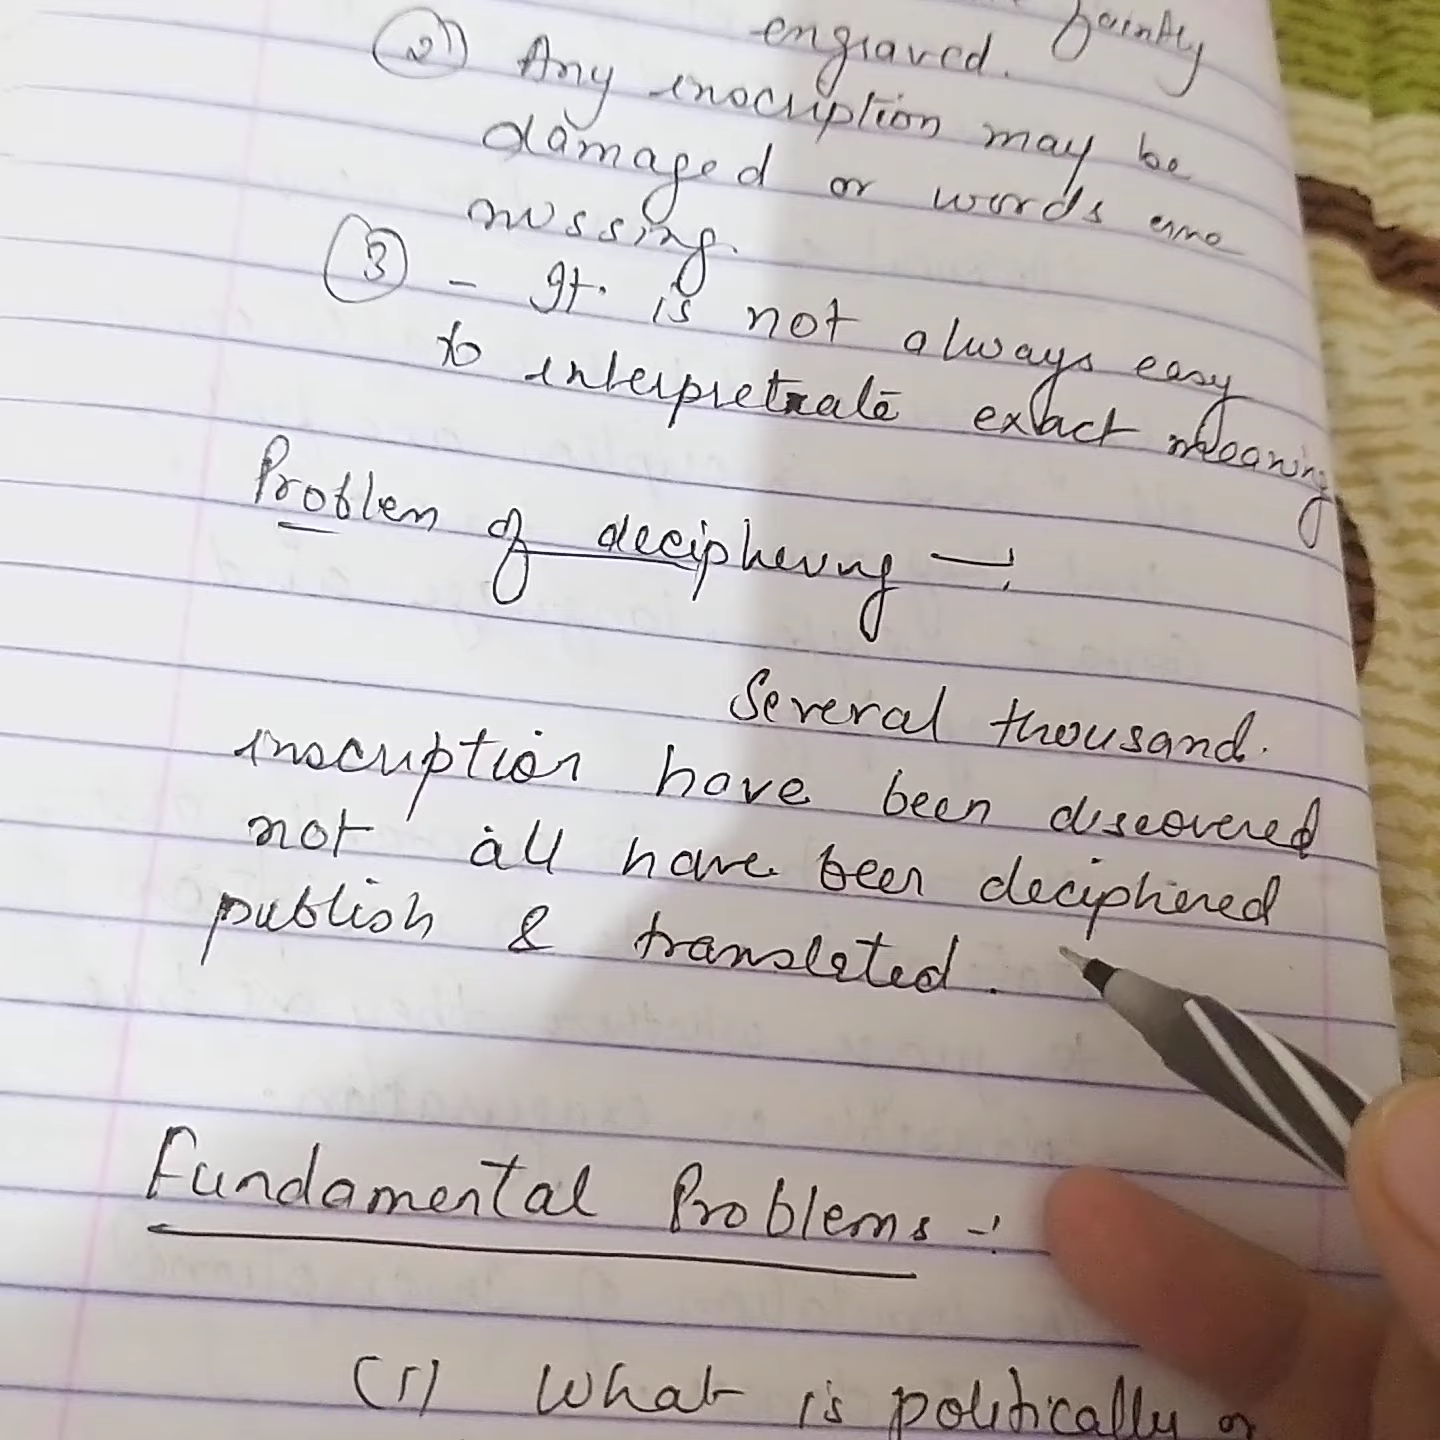 faintly
engraved.
(2) Any inscription may be
damaged or words are
missing.
(3) - It. is not always easy
to interpretrate exact meaning
Problem of deciphering -:
Several thousand.
inscription have been discovered
not all have been deciphered
publish & translated.
Fundamental Problems -:
(1) What is politically or